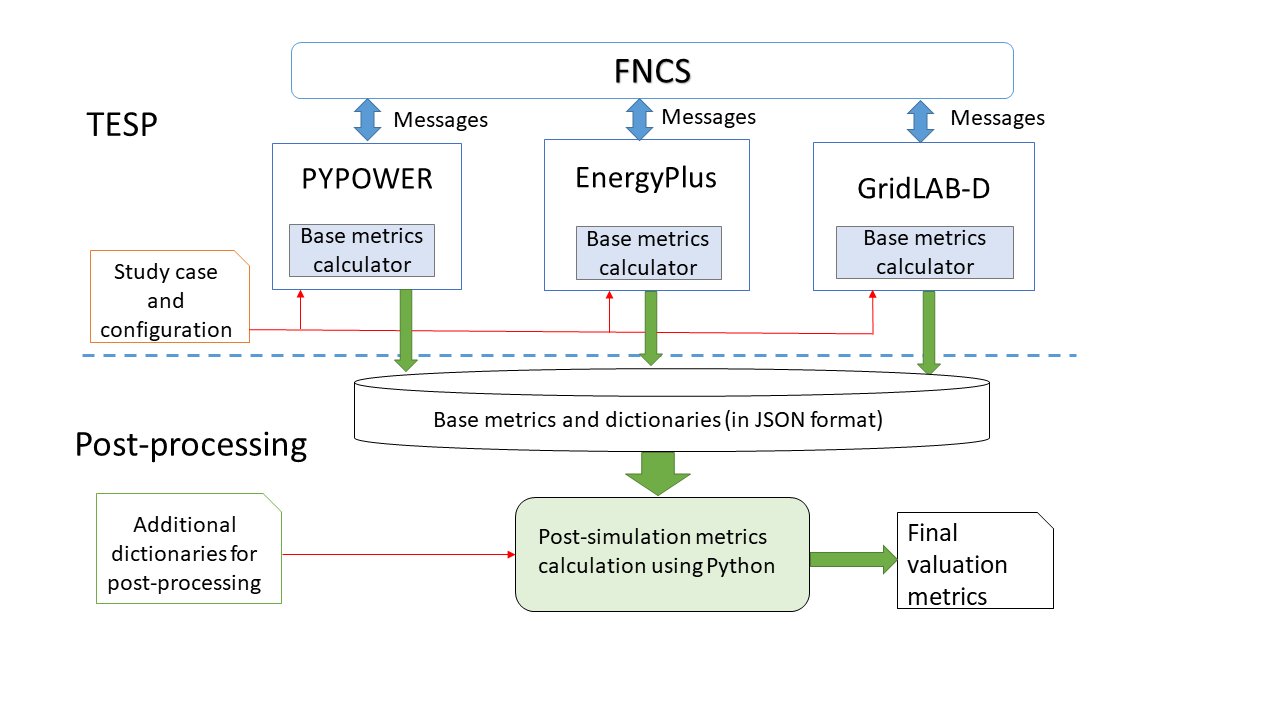 FNCS
TESP
Messages
Messages
Messages
PYPOWER
EnergyPlus
GridLAB-D
Base metrics
calculator
Base metrics
calculator
Base metrics
calculator
Study case
and
configuration
Base metrics and dictionaries (in JSON format)
Post-processing
Additional
dictionaries for
post-processing
Post-simulation metrics
calculation using Python
Final
valuation
metrics